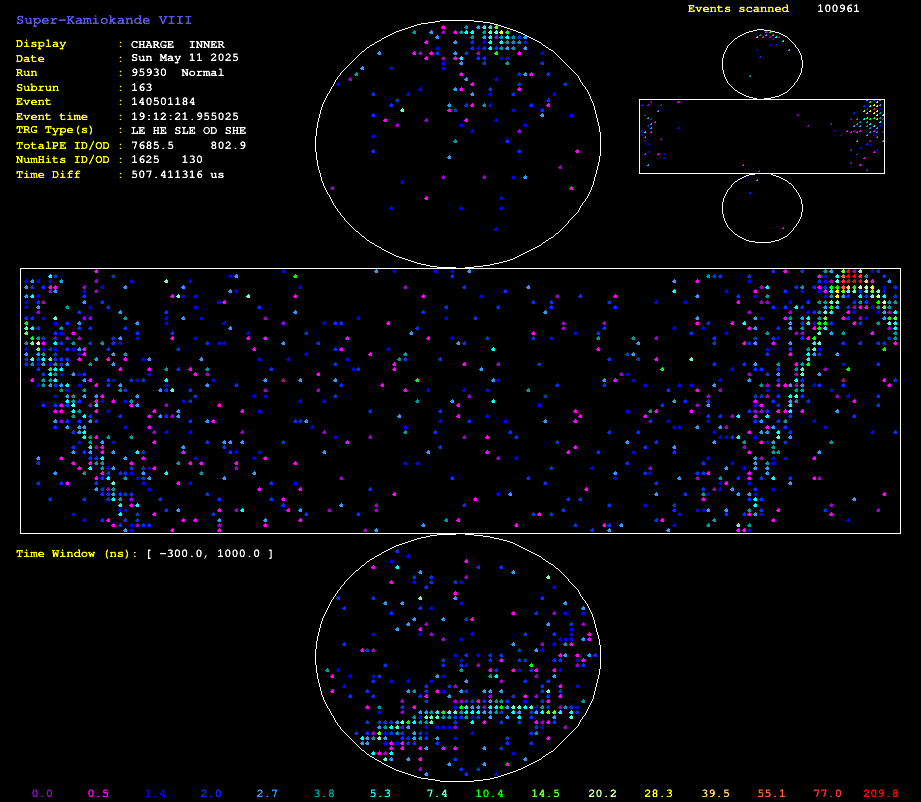 Super-Kamiokande VIII
Events scanned 100961
Display : CHARGE INNER
Date : Sun May 11 2025
Run : 95930 Normal
Subrun : 163
Event : 140501184
Event time : 19:12:21.955025
TRG Type(s) : LE HE SLE OD SHE
TotalPE ID/OD : 7685.5 802.9
NumHits ID/OD : 1625 130
Time Diff : 507.411316 us
Time Window (ns): [ −300.0, 1000.0 ]
0.0 0.5 1.4 2.0 2.7 3.8 5.3 7.4 10.4 14.5 20.2 28.3 39.5 55.1 77.0 209.8